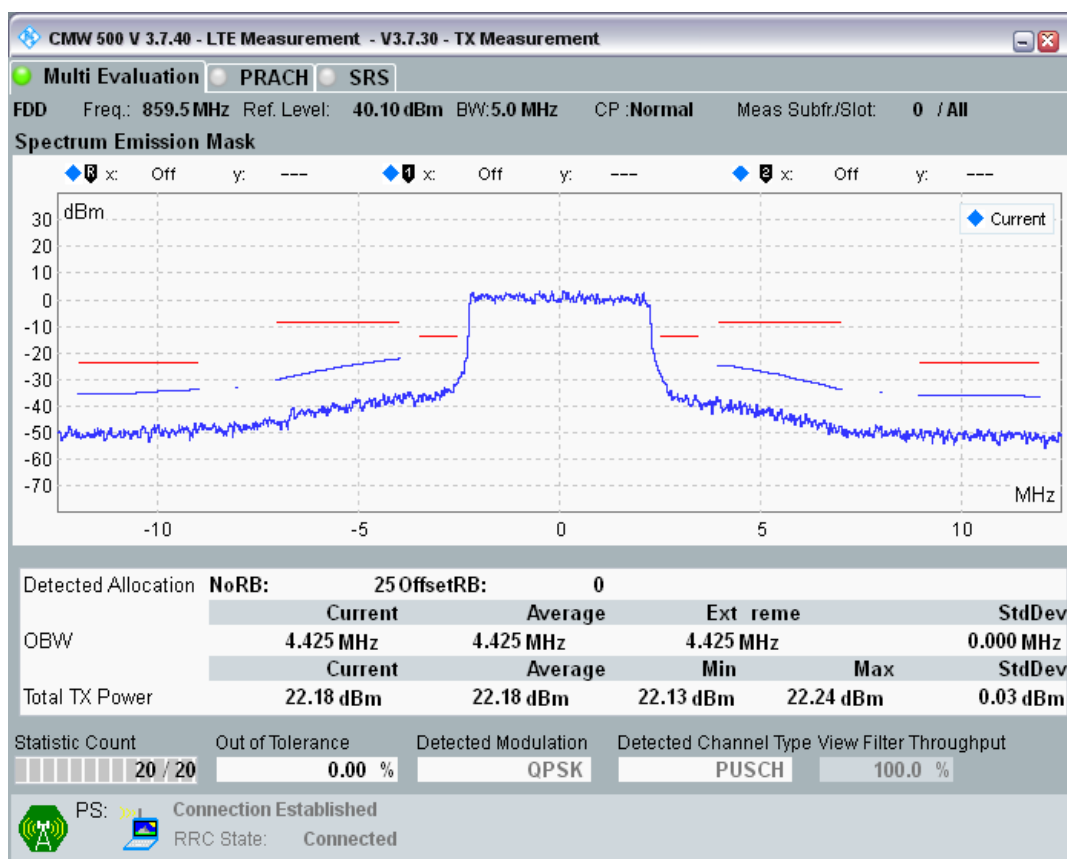 CMW 500 V 3.7.40 - LTE Measurement - V3.7.30 - TX Measurement
Multi Evaluation PRACH SRS
FDD Freq.: 859.5 MHz Ref. Level: 40.10 dBm BW:5.0 MHz CP :Normal Meas Subfr./Slot: 0 / All
Spectrum Emission Mask
R x: Off y: --- 1 x: Off y: --- 2 x: Off y: ---
dBm
Current
30
20
10
0
-10
-20
-30
-40
-50
-60
-70
MHz
-10 -5 0 5 10
Detected Allocation NoRB: 25 OffsetRB: 0
Current Average Ext reme StdDev
OBW 4.425 MHz 4.425 MHz 4.425 MHz 0.000 MHz
Current Average Min Max StdDev
Total TX Power 22.18 dBm 22.18 dBm 22.13 dBm 22.24 dBm 0.03 dBm
Statistic Count Out of Tolerance Detected Modulation Detected Channel Type View Filter Throughput
20 / 20 0.00 % QPSK PUSCH 100.0 %
PS: Connection Established
RRC State: Connected